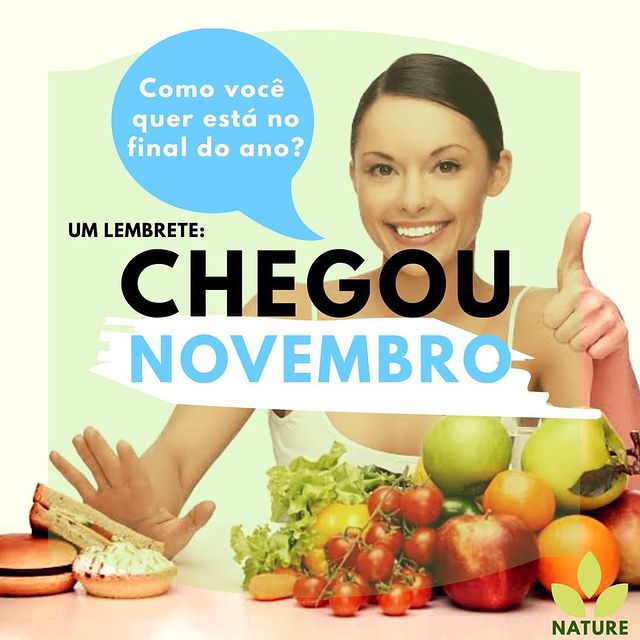 Como você
quer está no
final do ano?
UM LEMBRETE:
CHEGOU
NOVEMBRO
NATURE